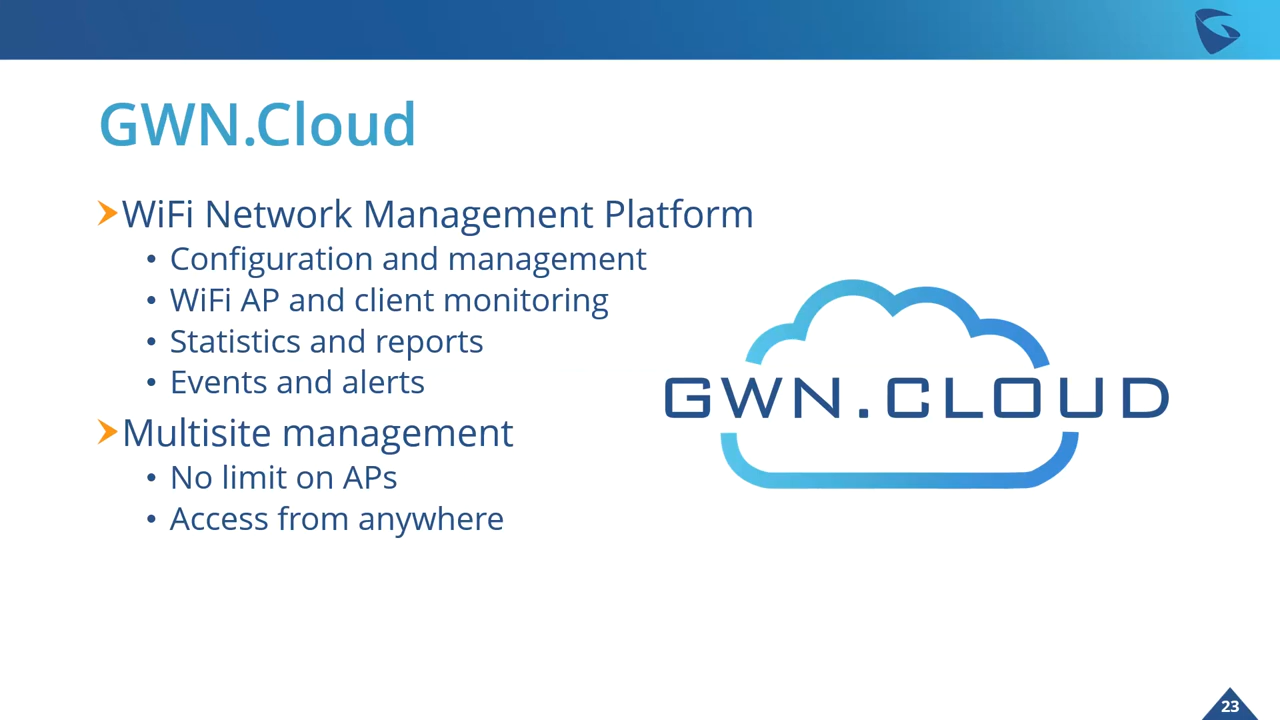 GWN.Cloud
WiFi Network Management Platform
• Configuration and management
• WiFi AP and client monitoring
• Statistics and reports
• Events and alerts
Multisite management
• No limit on APs
• Access from anywhere
GWN.CLOUD
23